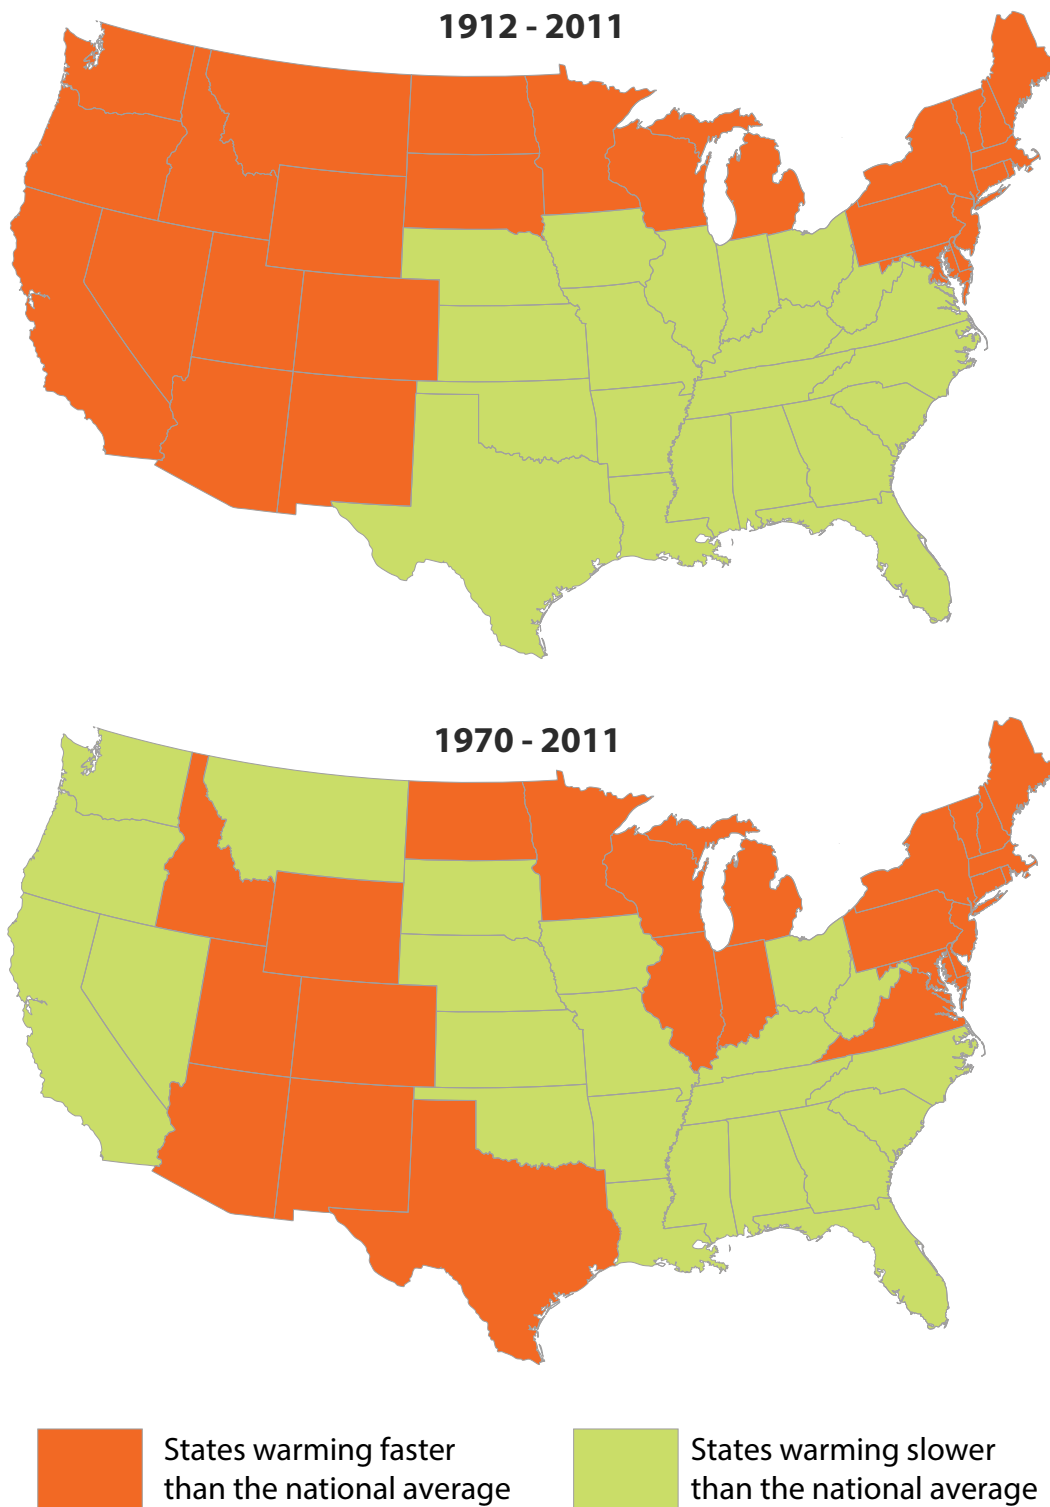 1912 - 2011
1970 - 2011
States warming faster
than the national average
States warming slower
than the national average